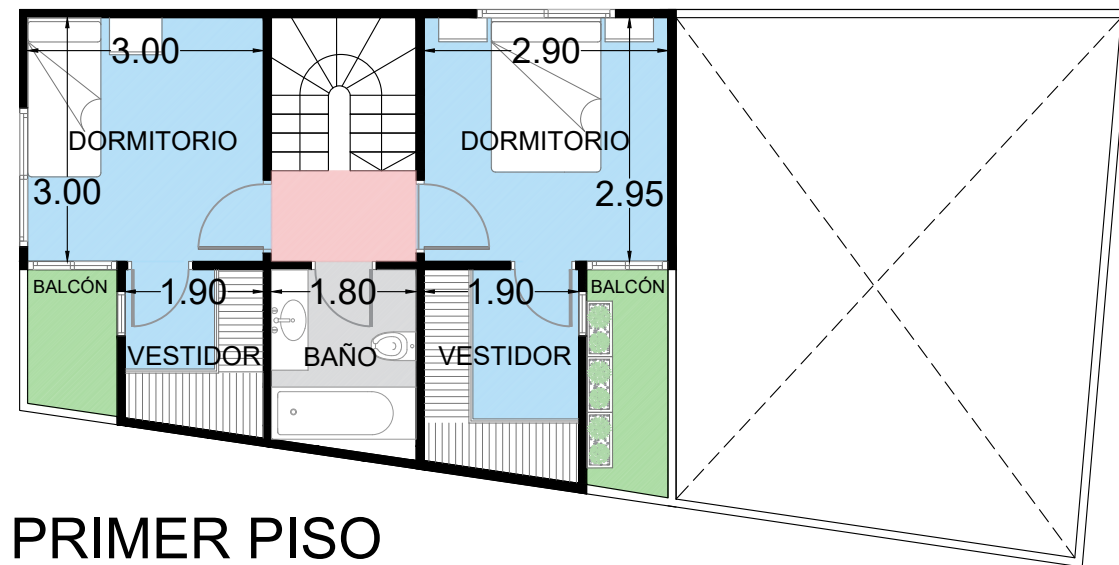 3.00
2.90
DORMITORIO
DORMITORIO
3.00
2.95
BALCÓN
1.90
1.80
1.90
BALCÓN
VESTIDOR
BAÑO
VESTIDOR
PRIMER PISO